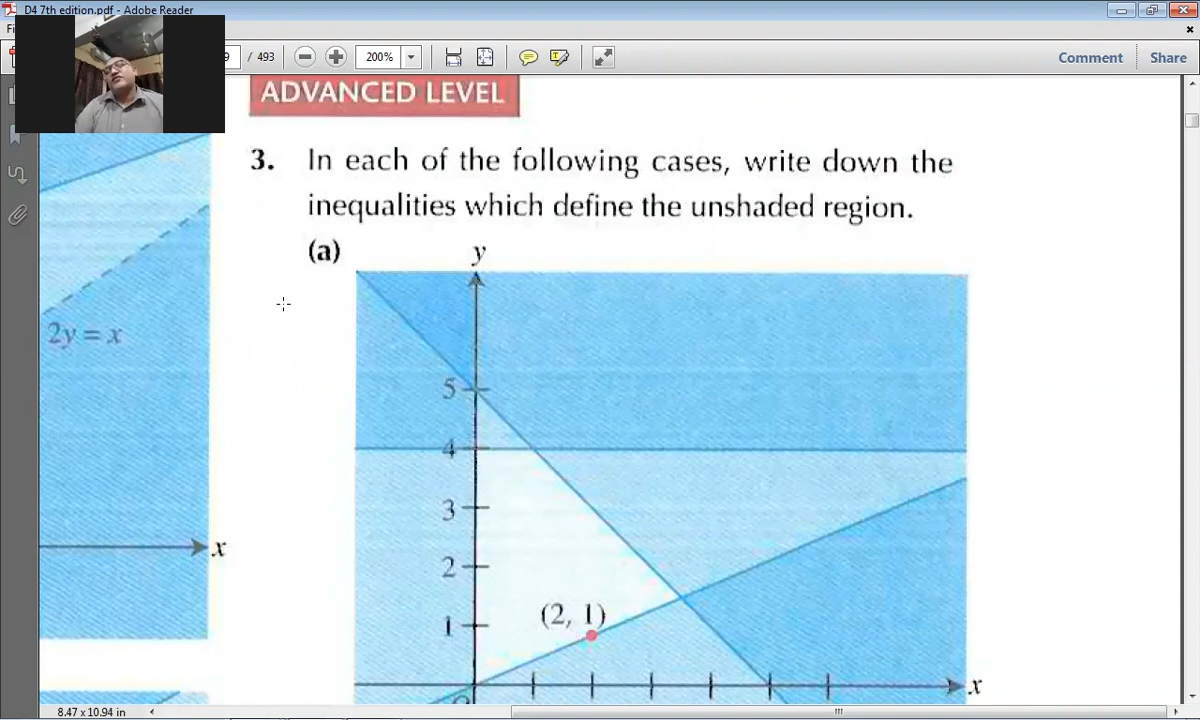 D4 7th edition.pdf - Adobe Reader
/ 493
200%
Comment
Share
ADVANCED LEVEL
3. In each of the following cases, write down the
inequalities which define the unshaded region.
(a)
y
5
4
3
2
1
(2, 1)
x
2y = x
x
8.47 x 10.94 in